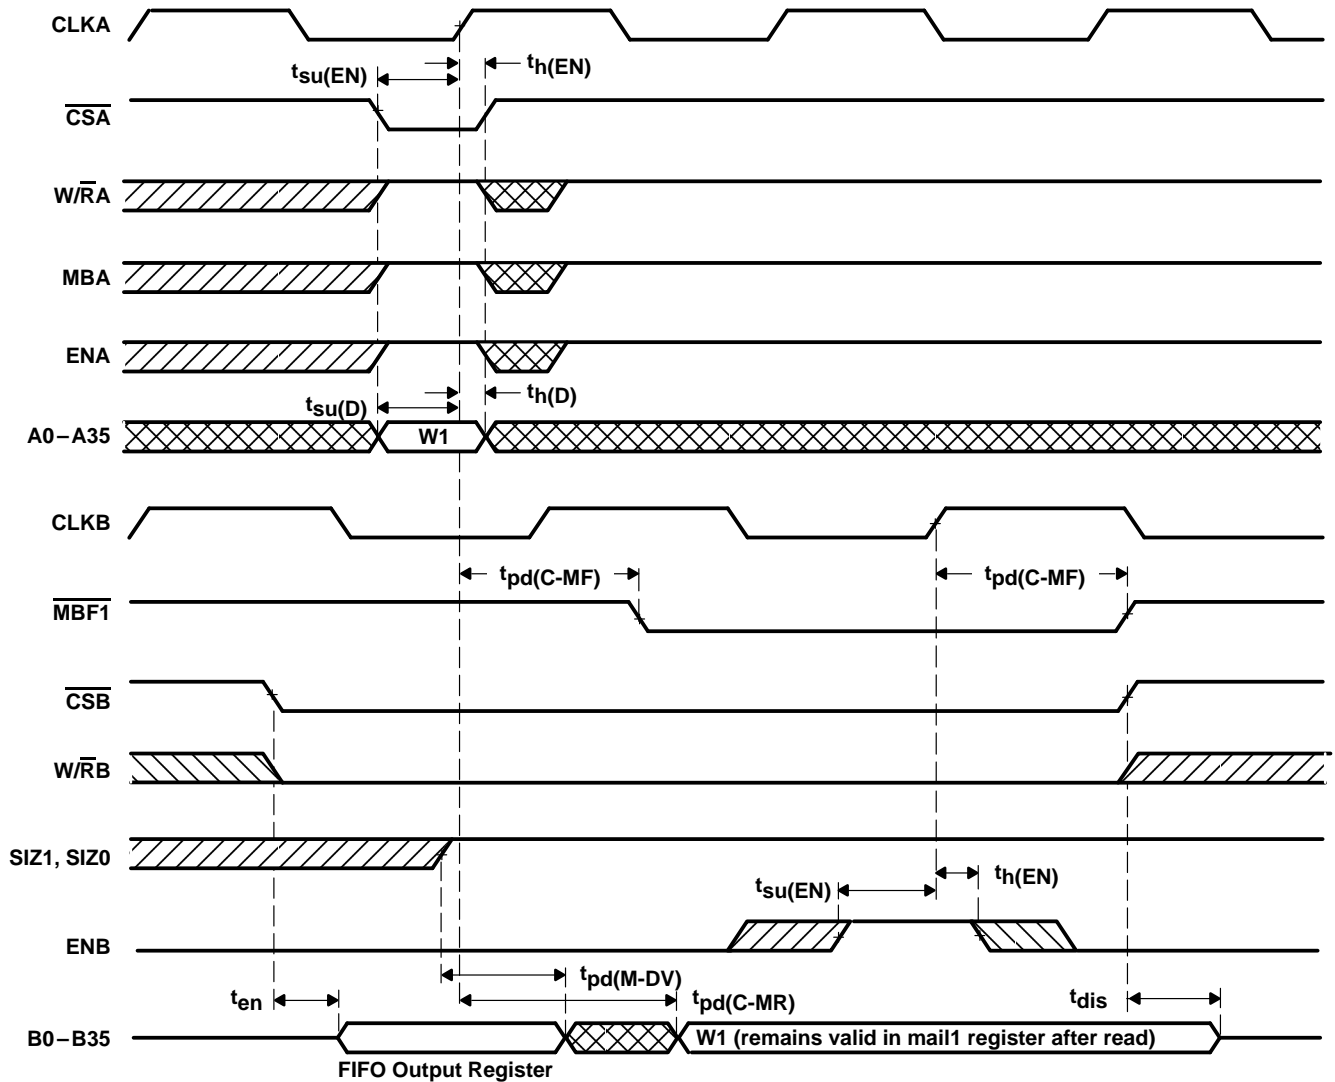 CLKA
tsu(EN)
th(EN)
CSA
W/RA
MBA
ENA
tsu(D)
th(D)
A0–A35
W1
CLKB
tpd(C-MF)
tpd(C-MF)
MBF1
CSB
W/RB
SIZ1, SIZ0
tsu(EN)
th(EN)
ENB
tpd(M-DV)
ten
tpd(C-MR)
tdis
B0–B35
W1 (remains valid in mail1 register after read)
FIFO Output Register